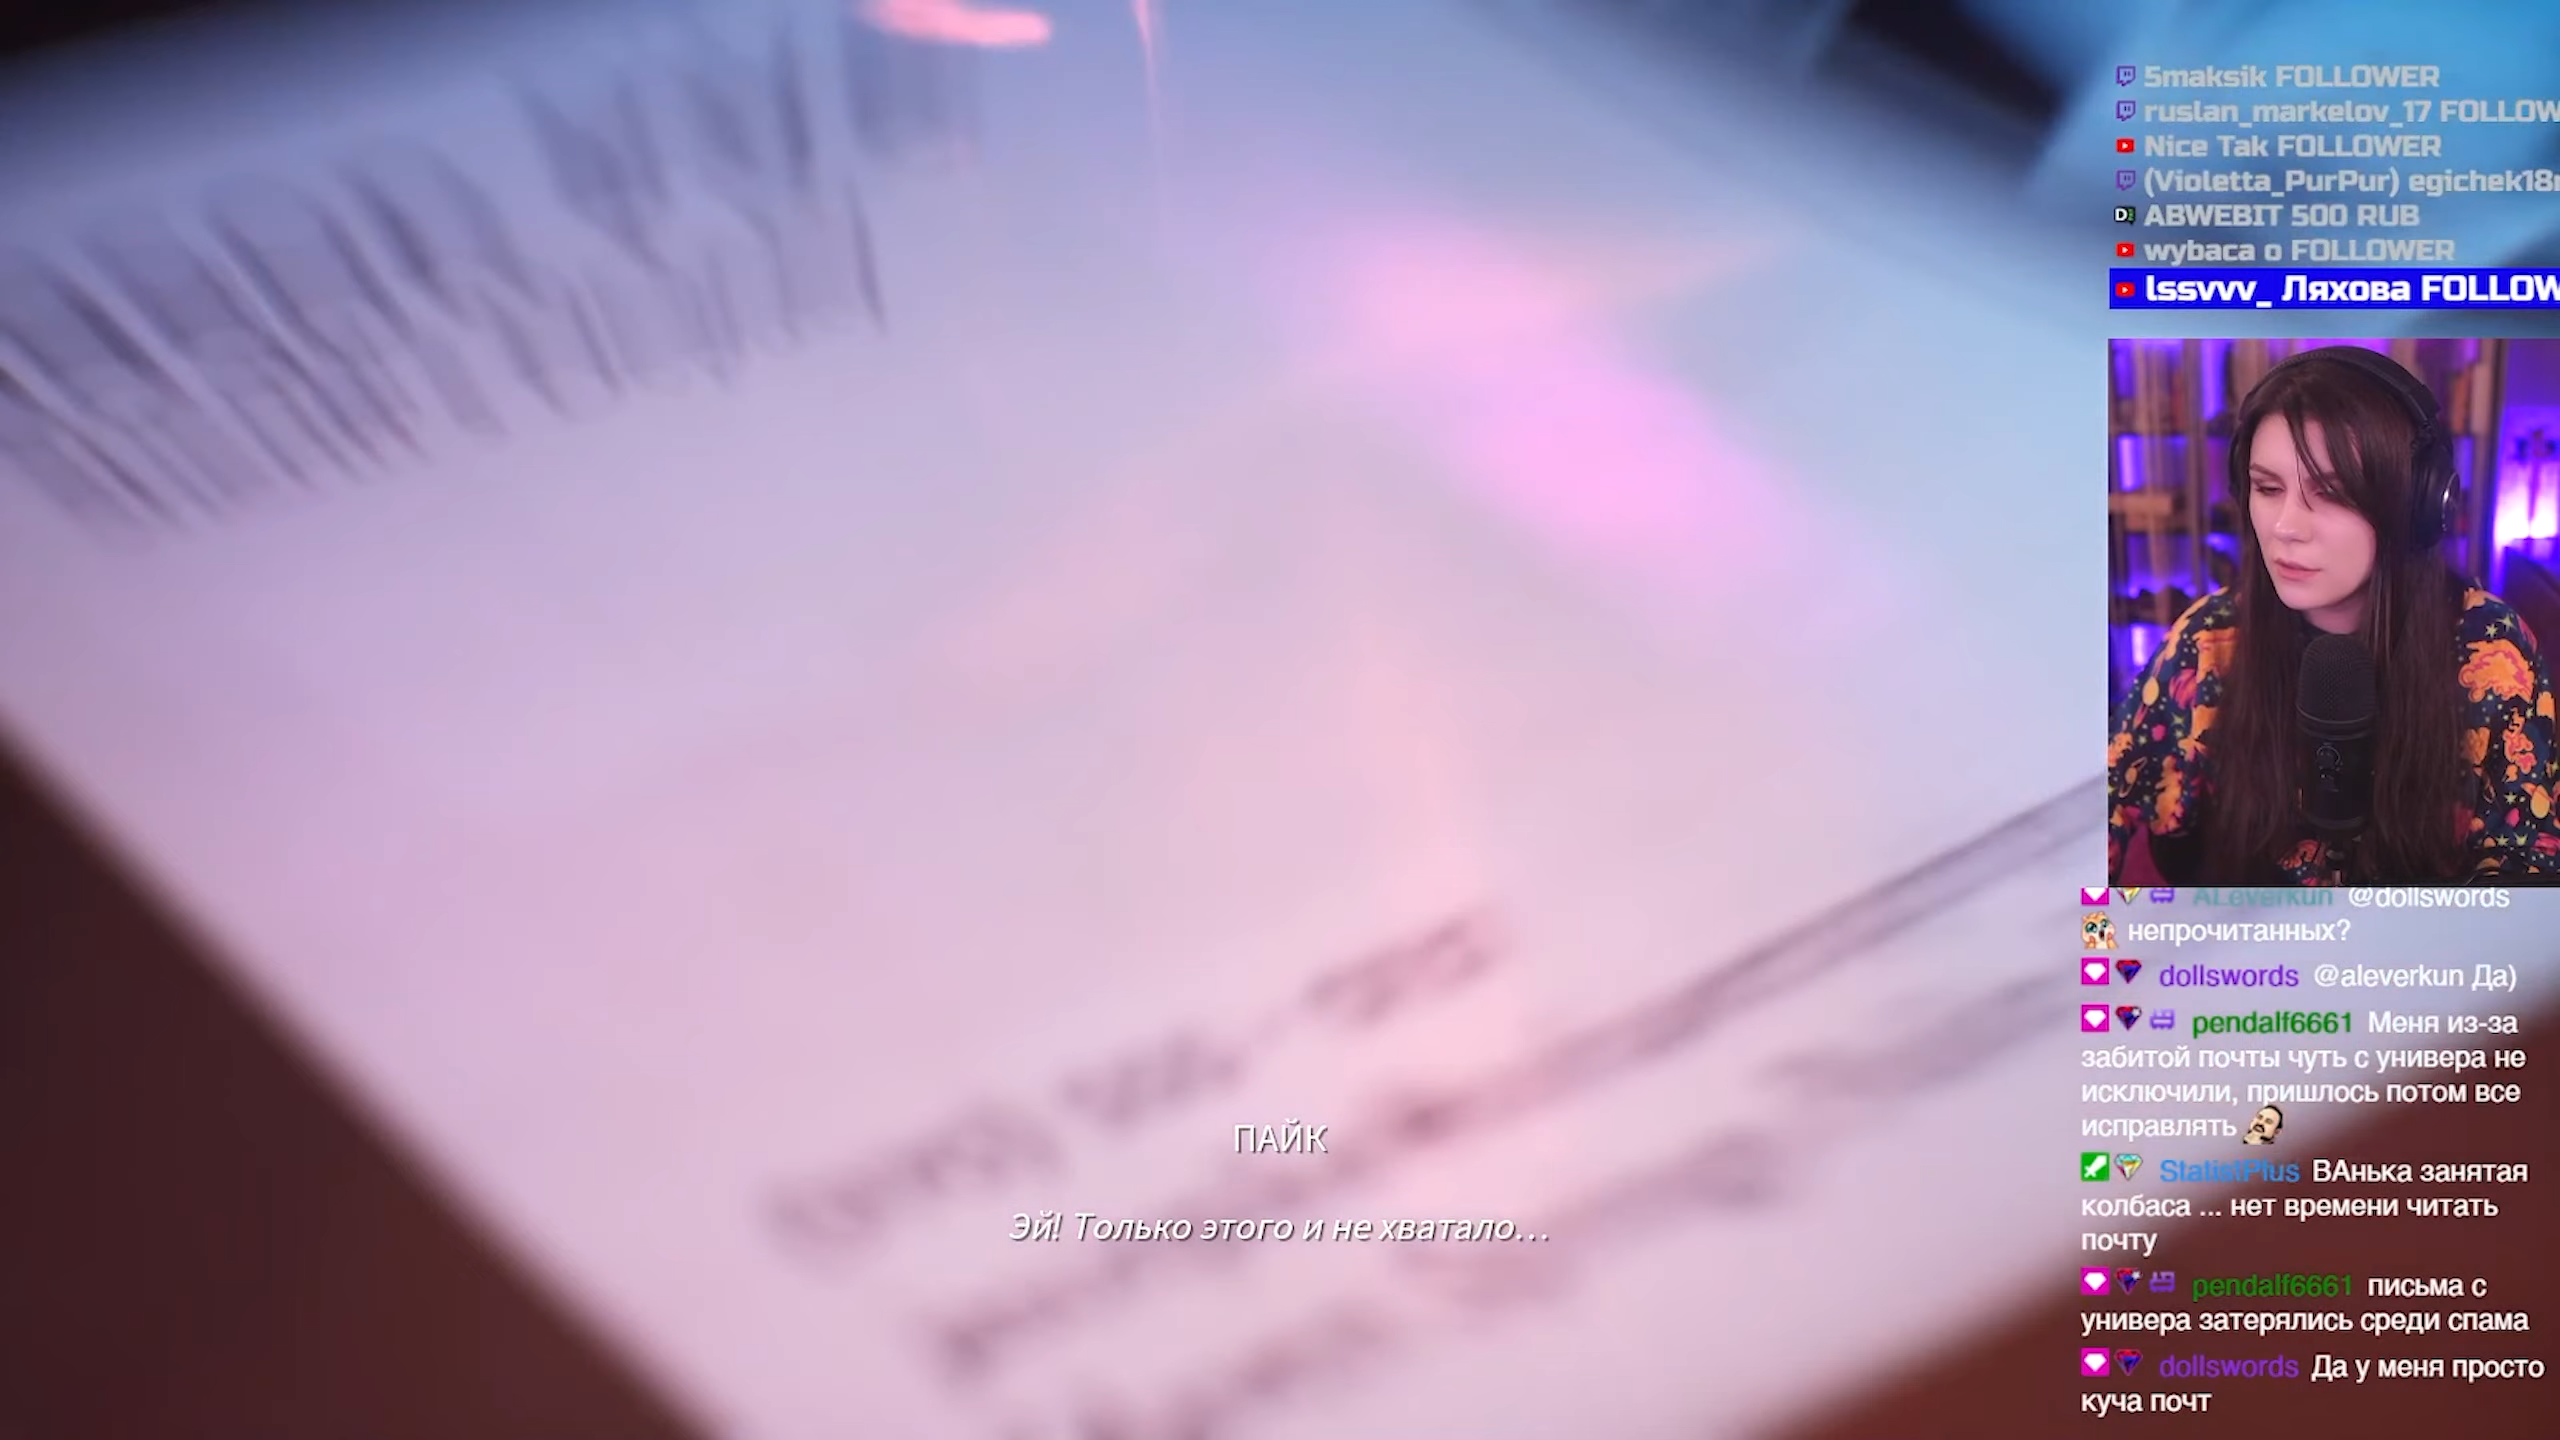 5maksik FOLLOWER
ruslan_markelov_17 FOLLOW
Nice Tak FOLLOWER
(Violetta_PurPur) egichek18
ABWEBIT 500 RUB
wybaca o FOLLOWER
lssvvv_ Ляхова FOLLOW
ALeverkun @dollswords
непрочитанных?
dollswords @aleverkun Да)
pendalf6661 Меня из-за
забитой почты чуть с универа не
исключили, пришлось потом все
исправлять
StalistPlus ВАнька занятая
колбаса ... нет времени читать
почту
pendalf6661 письма с
универа затерялись среди спама
dollswords Да у меня просто
куча почт
ПАЙК
Эй! Только этого и не хватало...